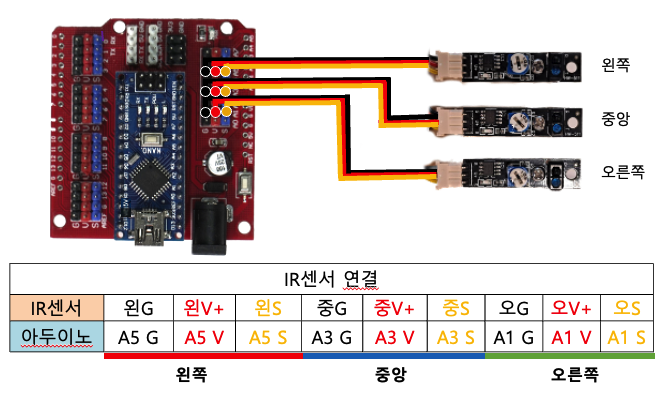 왼쪽
중앙
오른쪽
NANO
G V S
G V S
IR센서 연결
IR센서 왼G 왼V+ 왼S 중G 중V+ 중S 오G 오V+ 오S
아두이노 A5 G A5 V A5 S A3 G A3 V A3 S A1 G A1 V A1 S
왼쪽 중앙 오른쪽